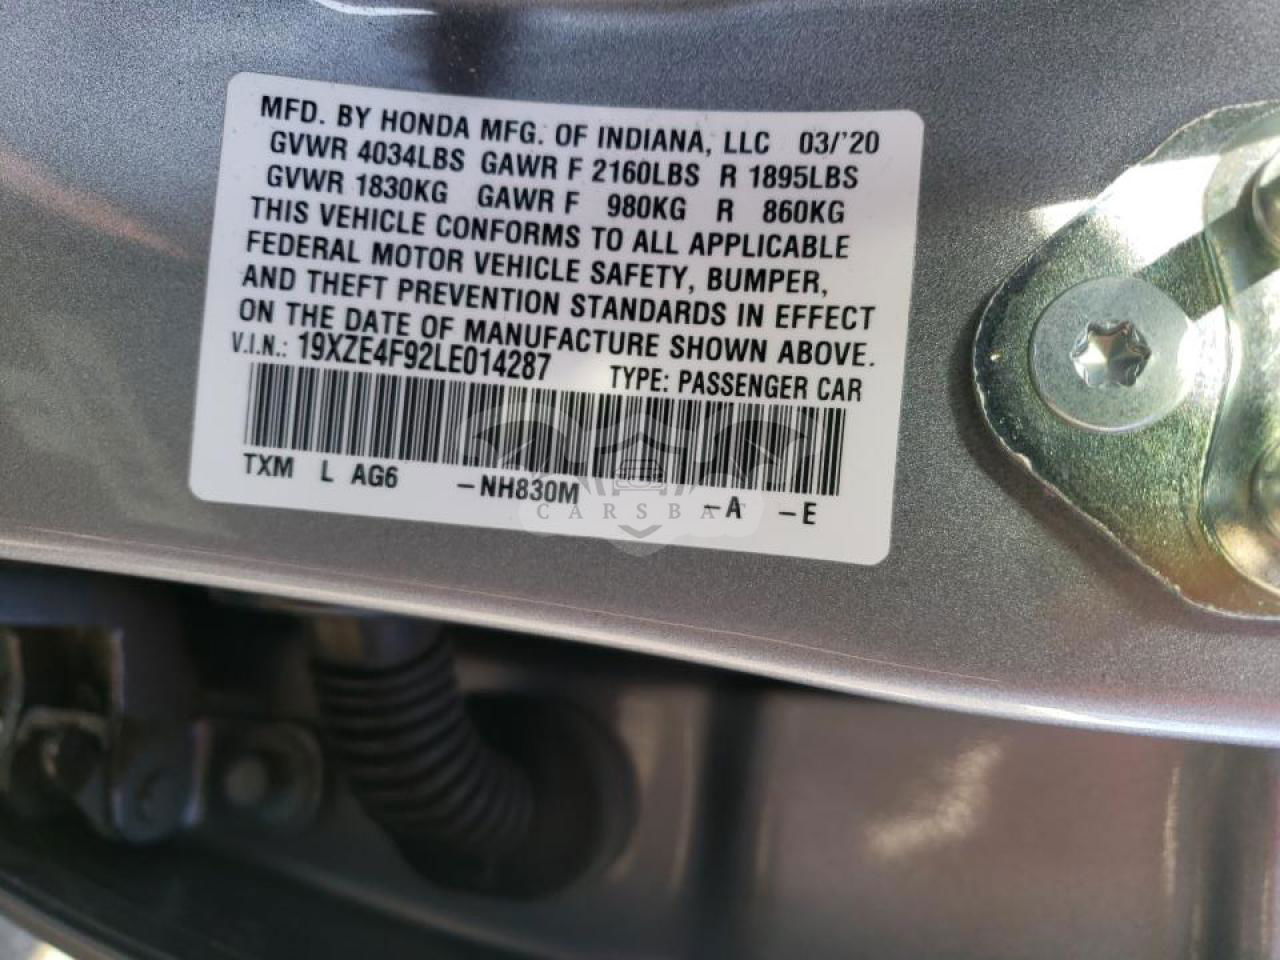 MFD. BY HONDA MFG. OF INDIANA, LLC 03/'20
GVWR 4034LBS GAWR F 2160LBS R 1895LBS
GVWR 1830KG GAWR F 980KG R 860KG
THIS VEHICLE CONFORMS TO ALL APPLICABLE
FEDERAL MOTOR VEHICLE SAFETY, BUMPER,
AND THEFT PREVENTION STANDARDS IN EFFECT
ON THE DATE OF MANUFACTURE SHOWN ABOVE.
V.I.N.: 19XZE4F92LE014287 TYPE: PASSENGER CAR
TXM L AG6 -NH830M -A -E
CARSBAT